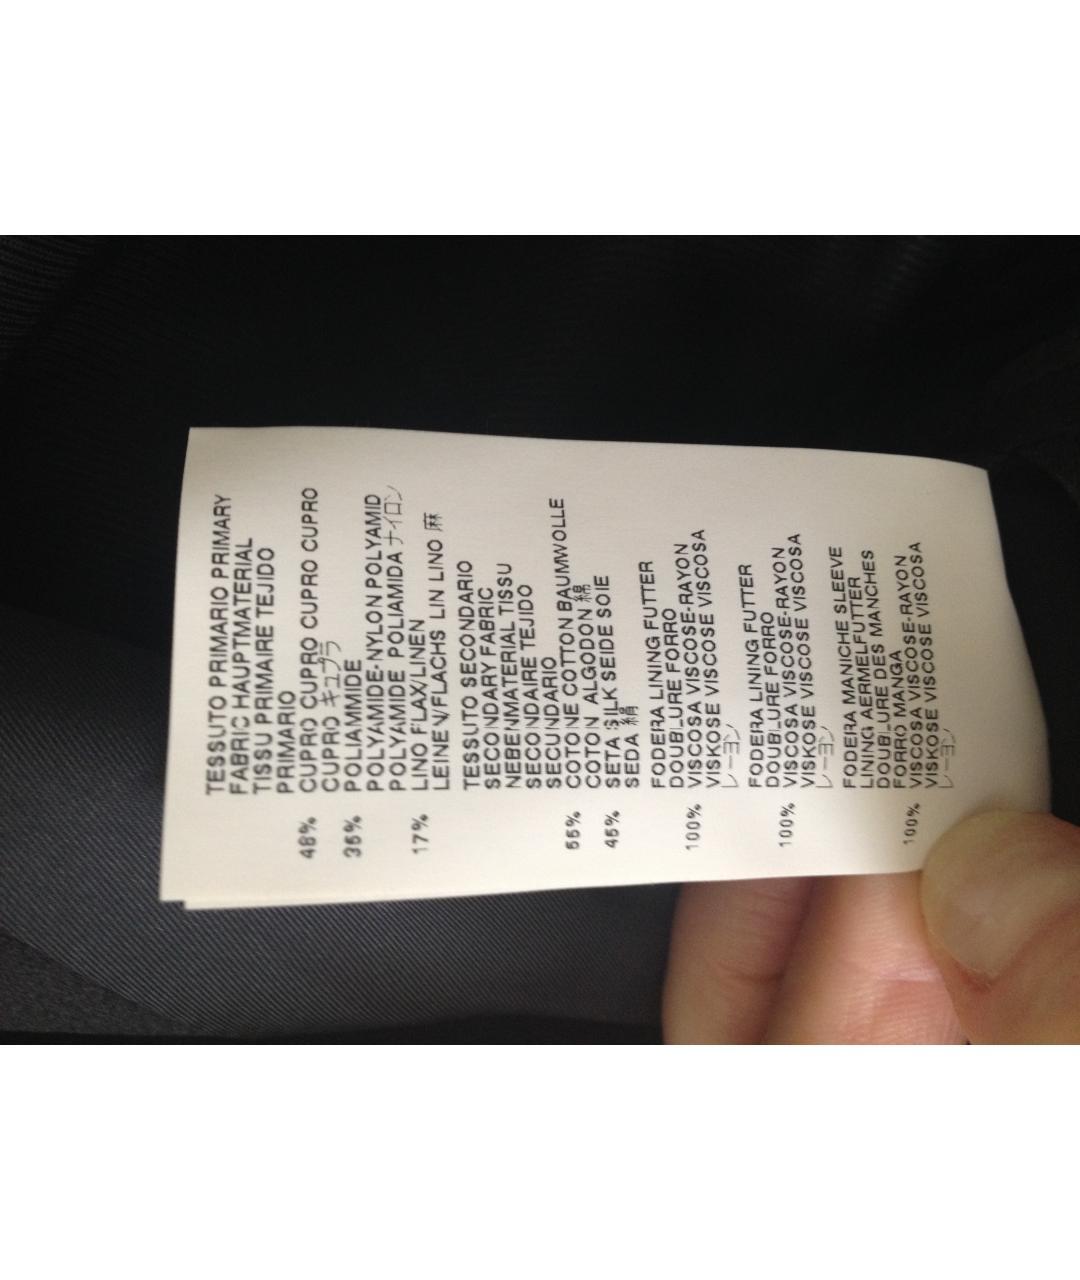 TESSUTO PRIMARIO PRIMARY
FABRIC HAUPTMATERIAL
TISSU PRIMAIRE TEJIDO
PRIMARIO
48% CUPRO CUPRO CUPRO CUPRO
CUPRO キュプラ
35% POLIAMMIDE
POLYAMIDE-NYLON POLYAMID
POLYAMIDE POLIAMIDA ナイロン
17% LINO FLAX/LINEN
LEINEN/FLACHS LIN LINO 麻
TESSUTO SECONDARIO
SECONDARY FABRIC
NEBENMATERIAL TISSU
SECONDAIRE TEJIDO
SECUNDARIO
55% COTONE COTTON BAUMWOLLE
COTON ALGODON 綿
45% SETA SILK SEIDE SOIE
SEDA 絹
FODERA LINING FUTTER
DOUBLURE FORRO
100% VISCOSA VISCOSE-RAYON
VISKOSE VISCOSE VISCOSA
レーヨン
FODERA LINING FUTTER
DOUBLURE FORRO
100% VISCOSA VISCOSE-RAYON
VISKOSE VISCOSE VISCOSA
レーヨン
FODERA MANICHE SLEEVE
LINING AERMELFUTTER
DOUBLURE DES MANCHES
FORRO MANGA
100% VISCOSA VISCOSE-RAYON
VISKOSE VISCOSE VISCOSA
レーヨン